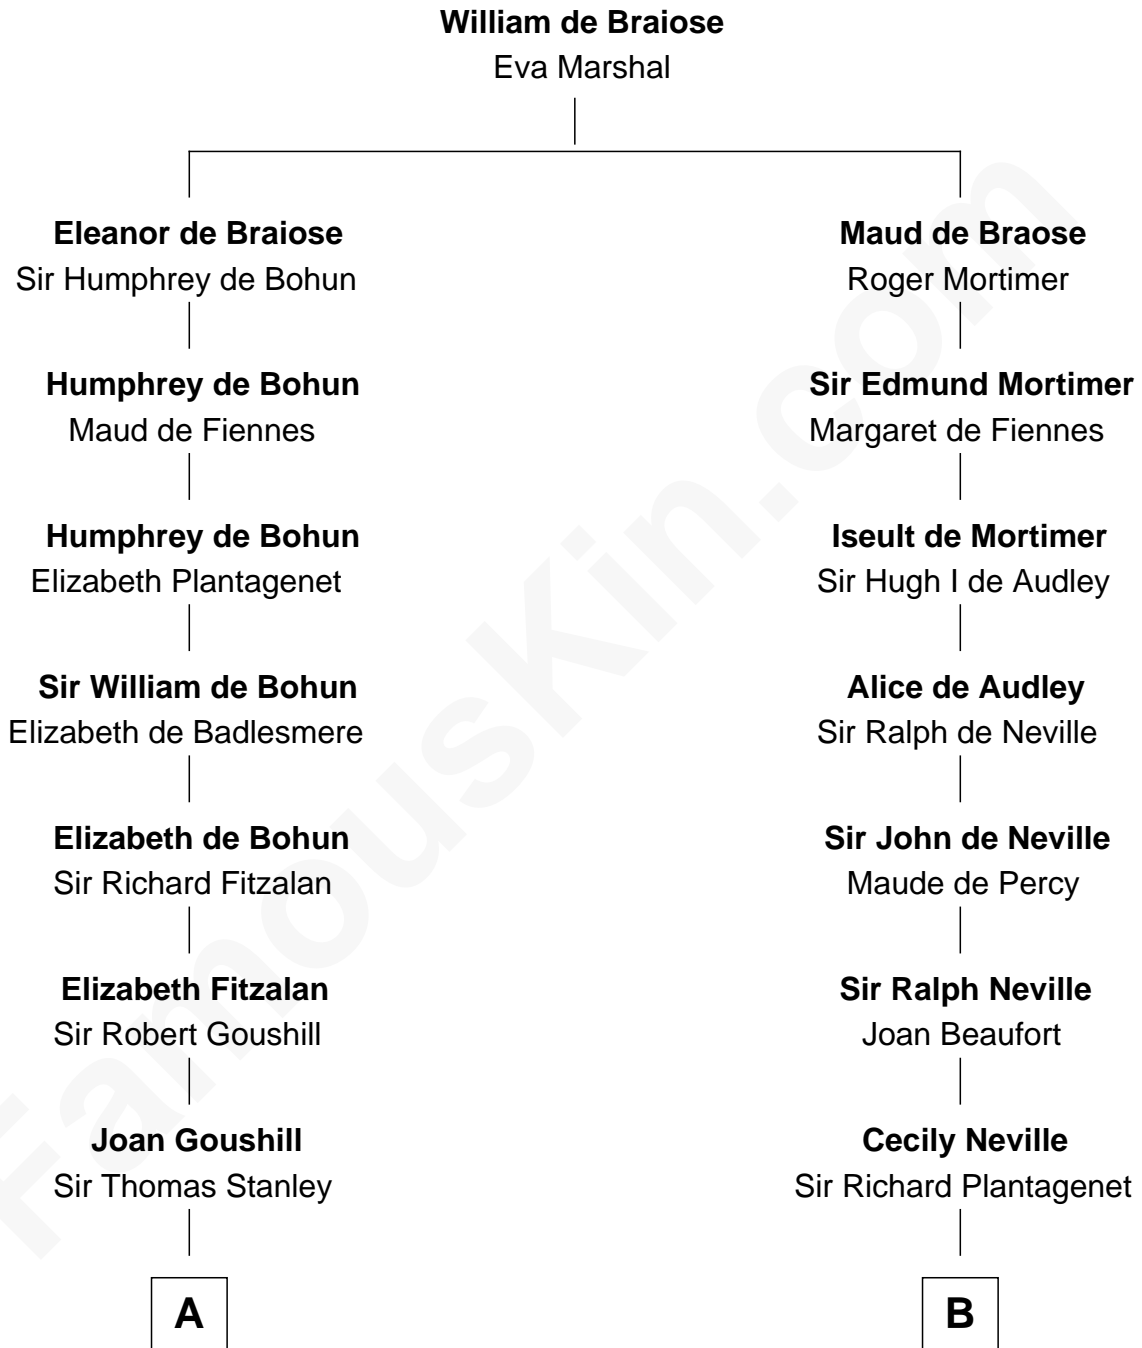 William de Braiose
Eva Marshal
Eleanor de Braiose
Sir Humphrey de Bohun
Maud de Braose
Roger Mortimer
Humphrey de Bohun
Maud de Fiennes
Sir Edmund Mortimer
Margaret de Fiennes
Humphrey de Bohun
Elizabeth Plantagenet
Iseult de Mortimer
Sir Hugh I de Audley
Sir William de Bohun
Elizabeth de Badlesmere
Alice de Audley
Sir Ralph de Neville
Elizabeth de Bohun
Sir Richard Fitzalan
Sir John de Neville
Maude de Percy
Elizabeth Fitzalan
Sir Robert Goushill
Sir Ralph Neville
Joan Beaufort
Joan Goushill
Sir Thomas Stanley
Cecily Neville
Sir Richard Plantagenet
A
B
FamousKin.com